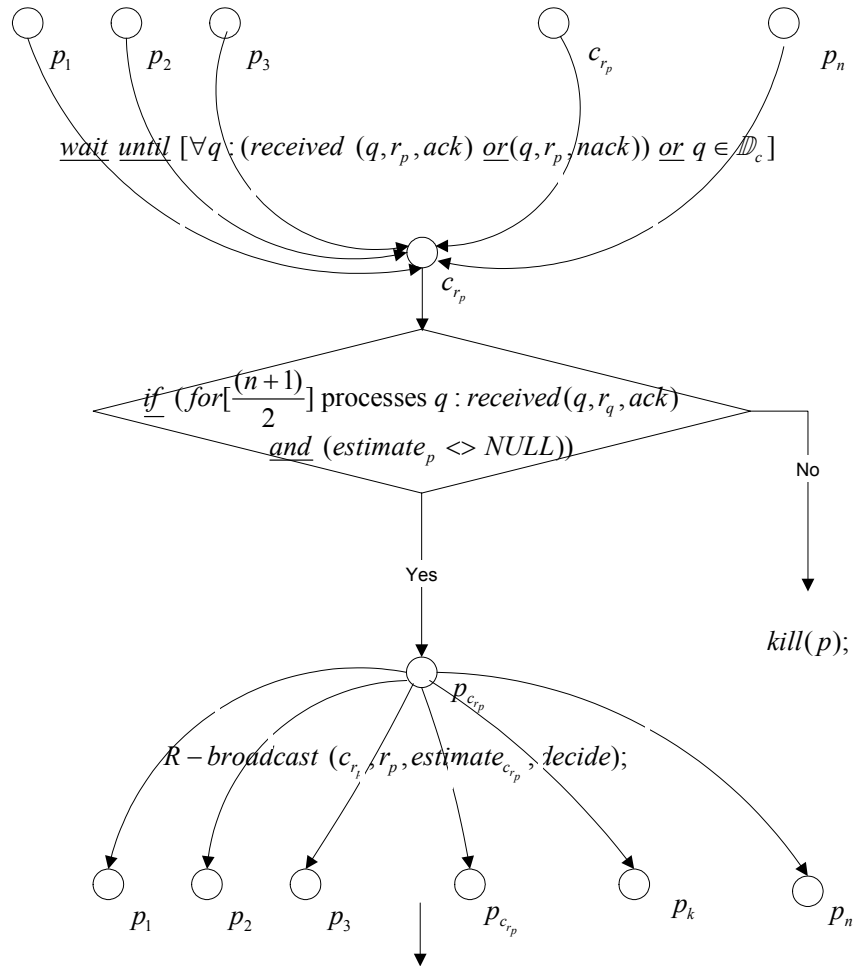 p₁ p₂ p₃ c_{r_p} p_n
wait until [∀q : (received (q, r_p, ack) or (q, r_p, nack)) or q ∈ 𝔻_c]
c_{r_p}
if (for[(n+1)/2] processes q : received(q, r_q, ack)
and (estimate_p <> NULL))
No
Yes
kill(p);
p_{c_{r_p}}
R – broadcast (c_{r_p}, r_p, estimate_{c_{r_p}}, decide);
p₁ p₂ p₃ p_{c_{r_p}} p_k p_n